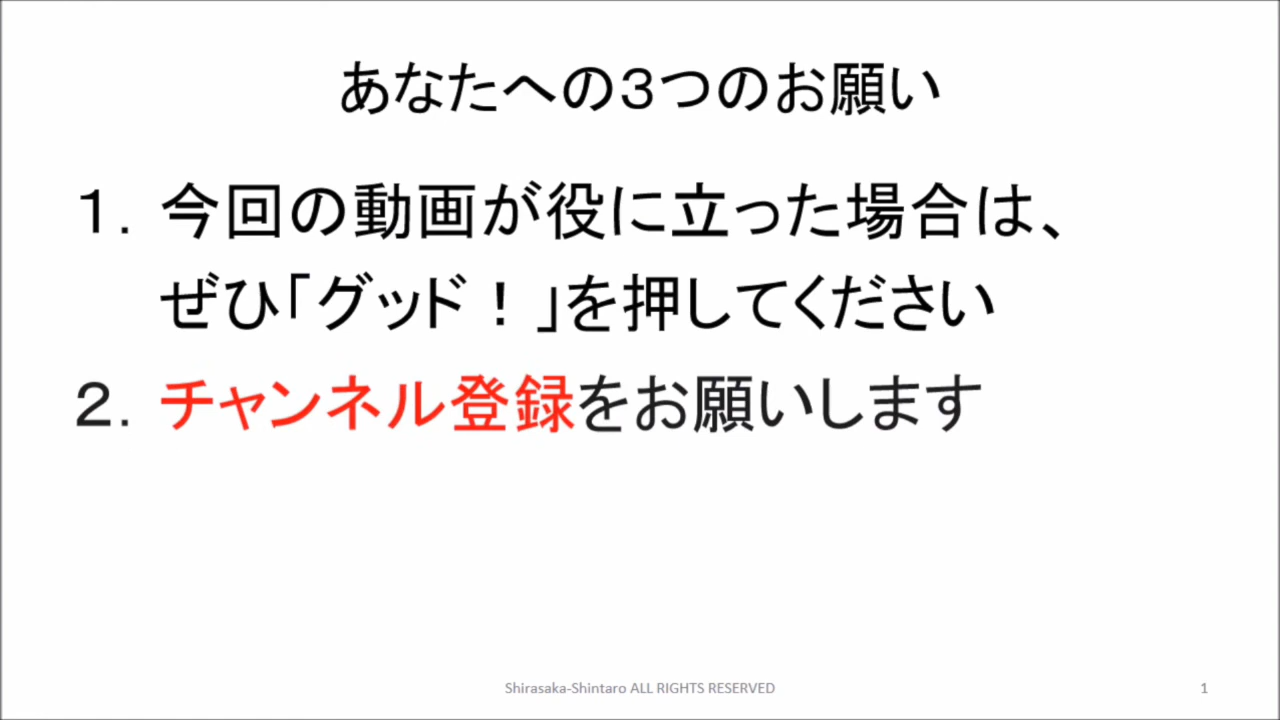 あなたへの３つのお願い
１．今回の動画が役に立った場合は、
ぜひ「グッド！」を押してください
２．チャンネル登録をお願いします
Shirasaka-Shintaro ALL RIGHTS RESERVED
1